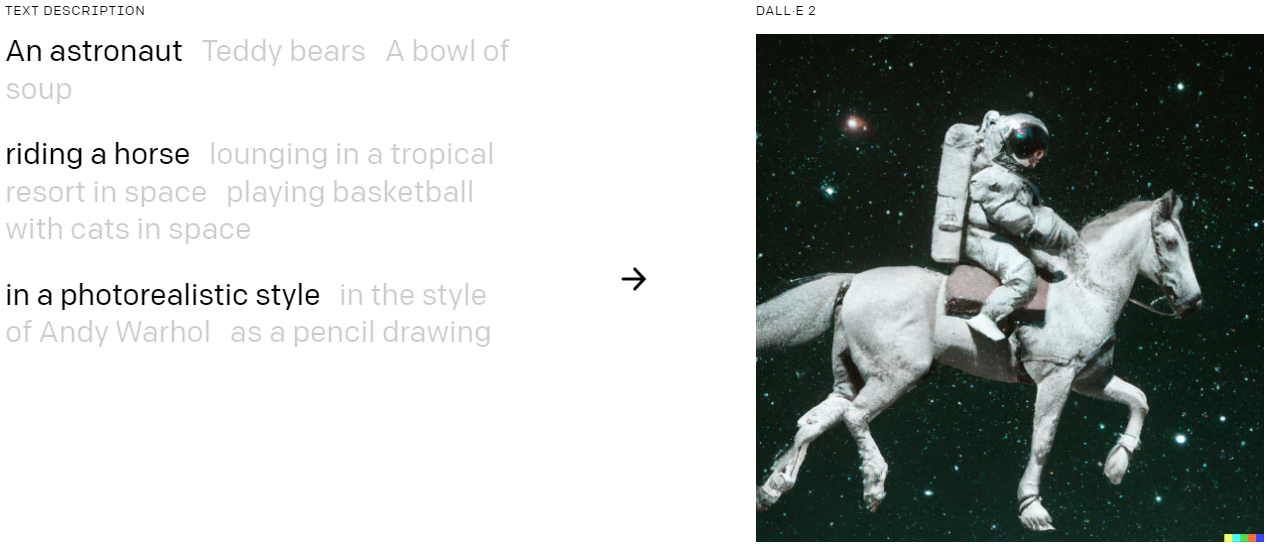 TEXT DESCRIPTION
DALL·E 2
An astronaut Teddy bears A bowl of
soup
riding a horse lounging in a tropical
resort in space playing basketball
with cats in space
in a photorealistic style in the style
of Andy Warhol as a pencil drawing